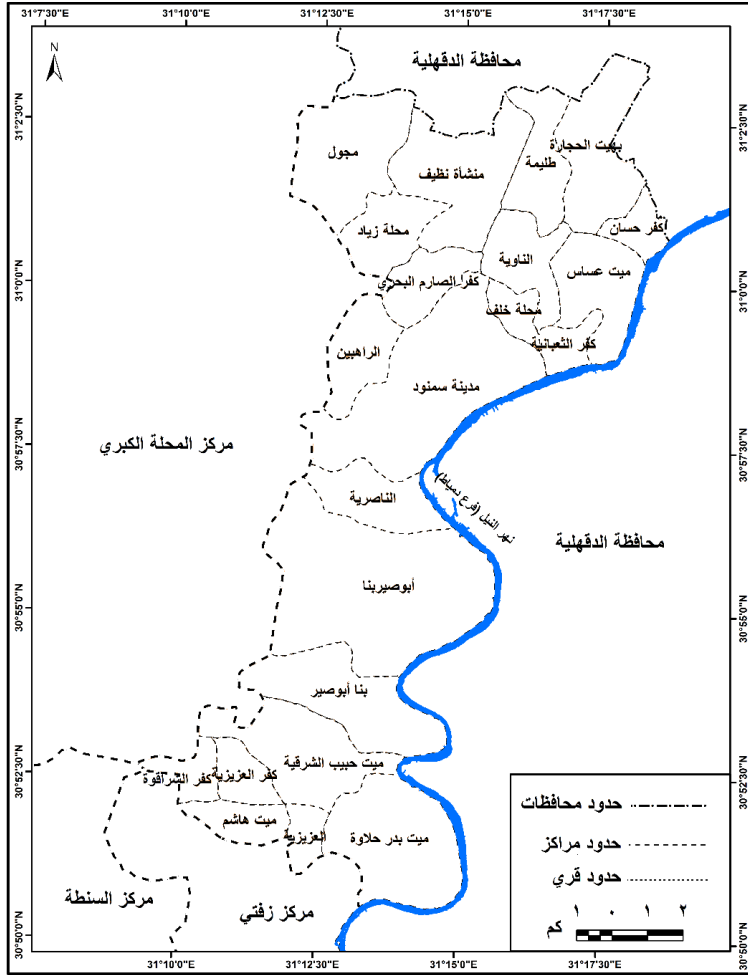 31°7'30"E
31°10'0"E
31°12'30"E
31°15'0"E
31°17'30"E
N
محافظة الدقهلية
31°2'30"N
31°2'30"N
بهيت الحجارة
مجول
طليمة
منشأة نظيف
كفر حسان
محلة زياد
الناوية
ميت عساس
31°0'0"N
31°0'0"N
كفر الصارم البحري
محلة خلف
كفر الثعبانية
الراهبين
مدينة سمنود
مركز المحلة الكبري
30°57'30"N
30°57'30"N
الناصرية
نهر النيل (فرع دمياط)
محافظة الدقهلية
أبوصيربنا
30°55'0"N
30°55'0"N
بنا أبوصير
ميت حبيب الشرقية
30°52'30"N
30°52'30"N
كفر العزيزية
كفر الشراقوة
ميت هاشم
العزيزية
ميت بدر حلاوة
مركز السنطة
مركز زفتي
حدود محافظات
حدود مراكز
حدود قري
١ ٠ ١ ٢
كم
30°50'0"N
30°50'0"N
31°10'0"E
31°12'30"E
31°15'0"E
31°17'30"E